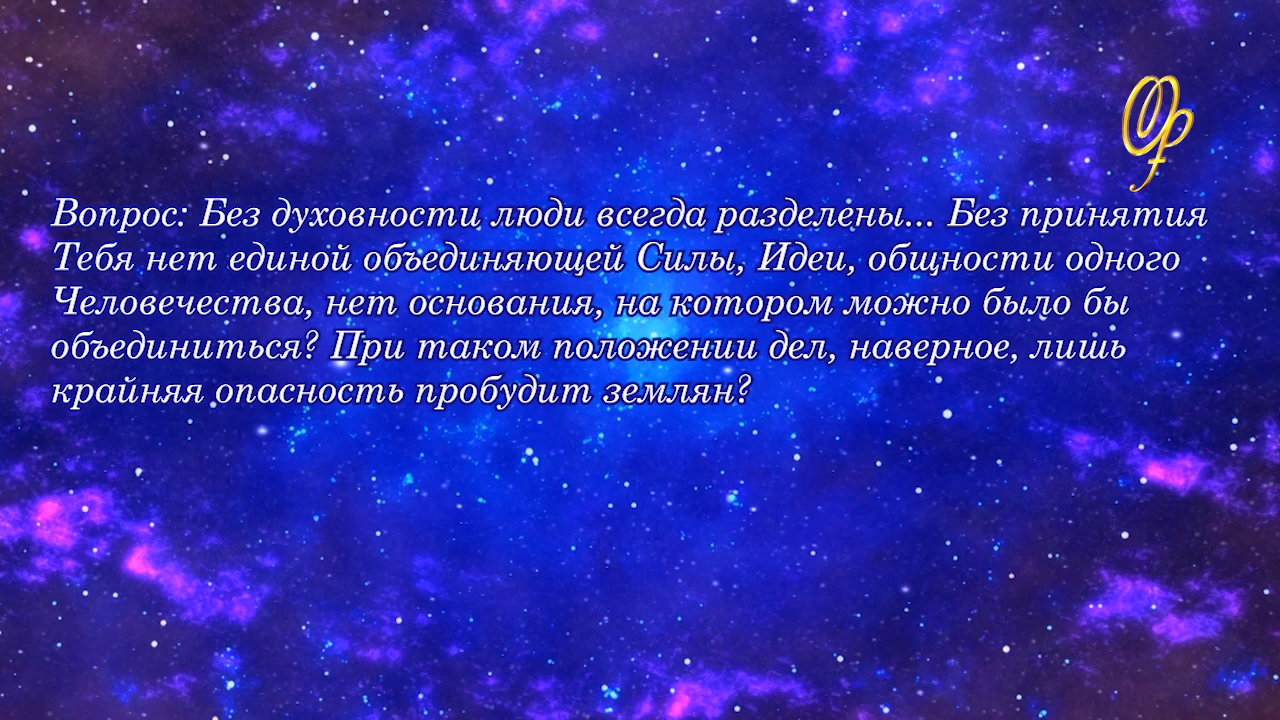 Вопрос: Без духовности люди всегда разделены... Без принятия
Тебя нет единой объединяющей Силы, Идеи, общности одного
Человечества, нет основания, на котором можно было бы
объединиться? При таком положении дел, наверное, лишь
крайняя опасность пробудит землян?